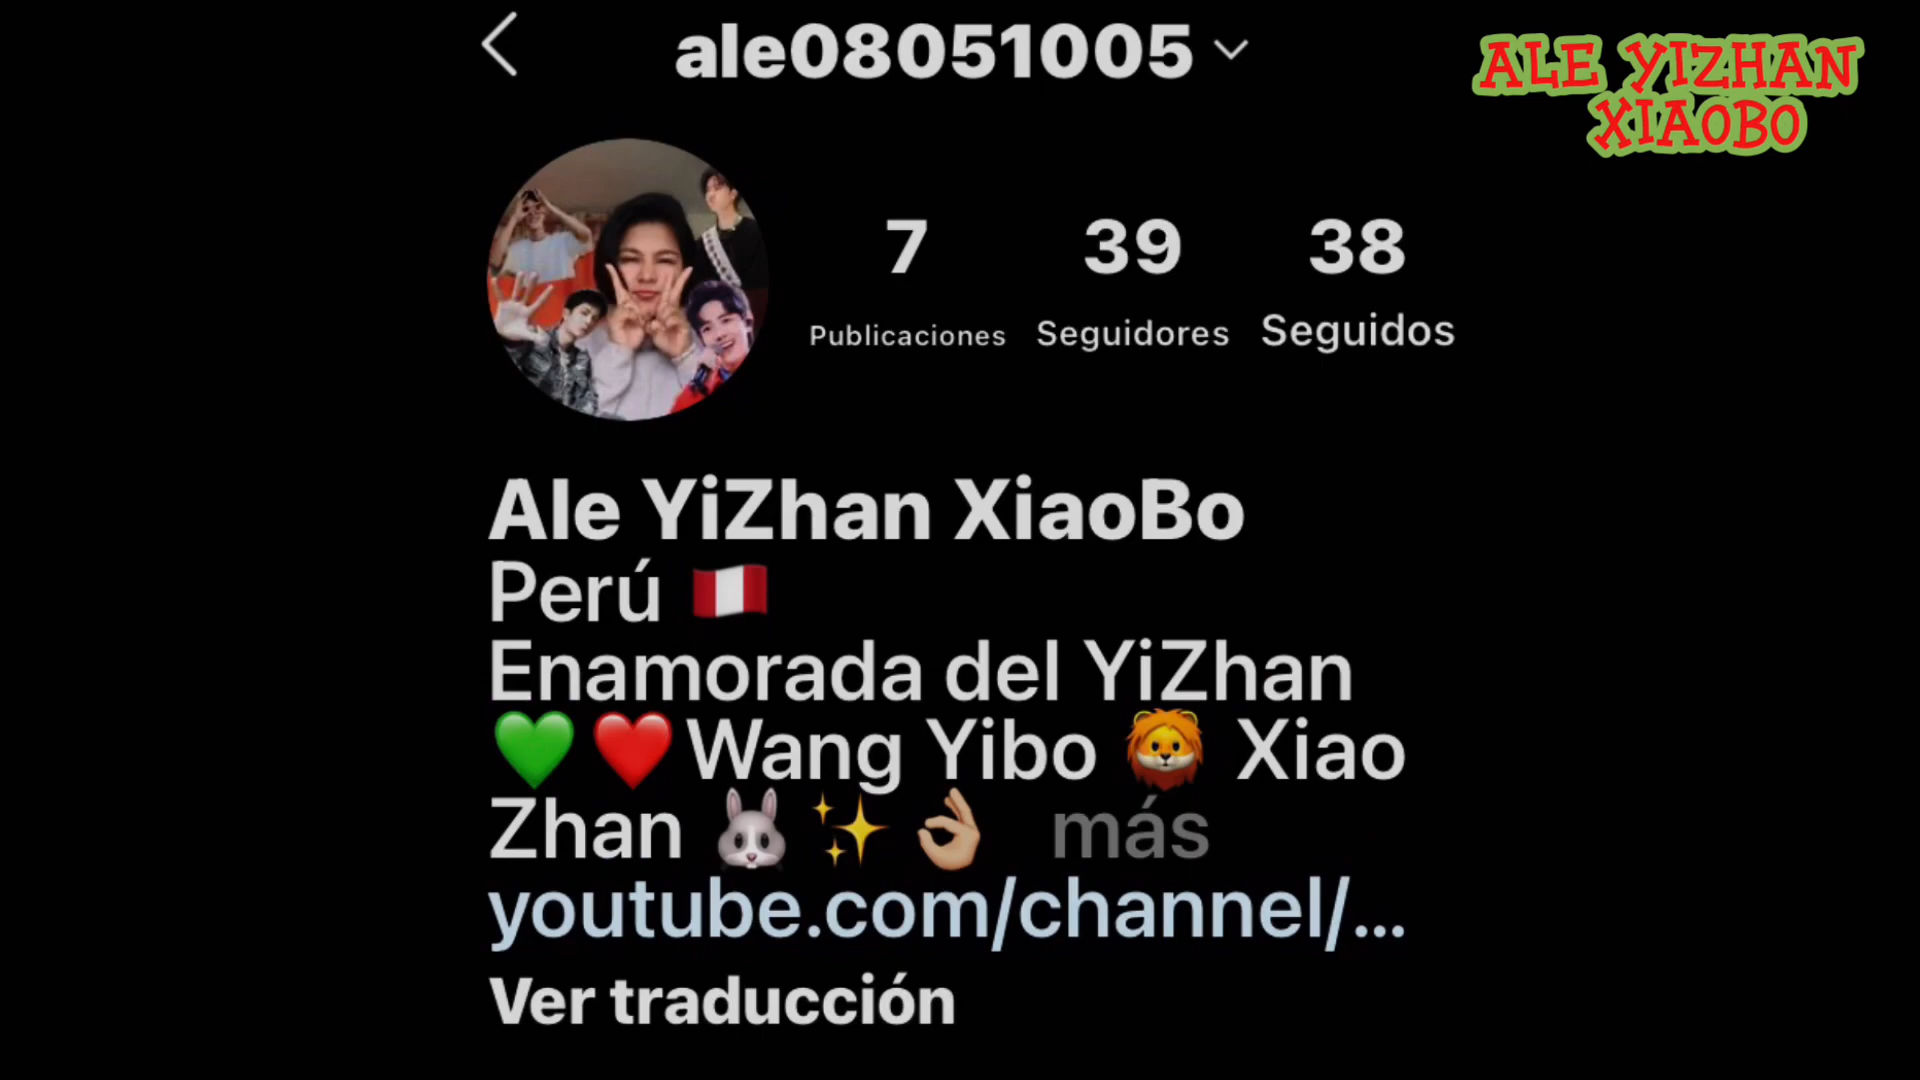 ale08051005
ALE YIZHAN
XIAOBO
7 39 38
Publicaciones Seguidores Seguidos
Ale YiZhan XiaoBo
Perú 🇵🇪
Enamorada del YiZhan
💚❤️Wang Yibo 🦁 Xiao
Zhan 🐰✨👌🏼 más
youtube.com/channel/...
Ver traducción